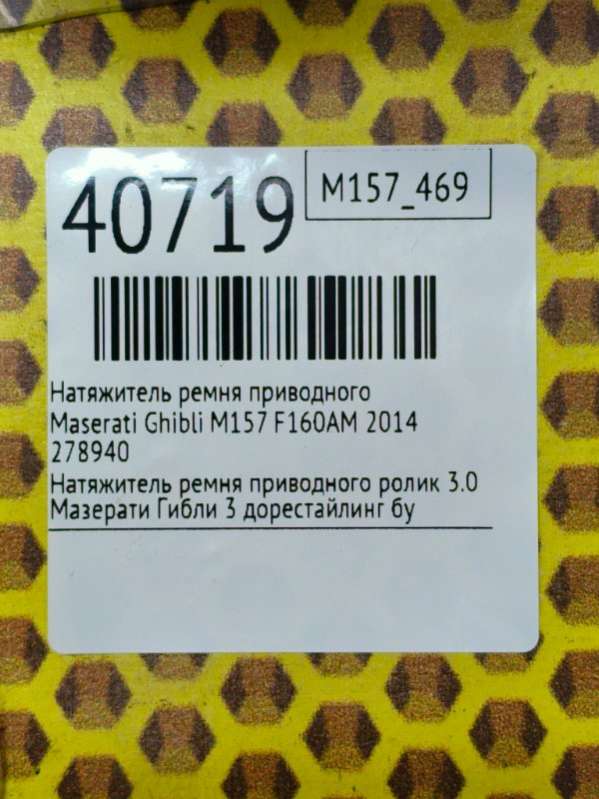 40719
M157_469
Натяжитель ремня приводного
Maserati Ghibli M157 F160AM 2014
278940
Натяжитель ремня приводного ролик 3.0
Мазерати Гибли 3 дорестайлинг бу